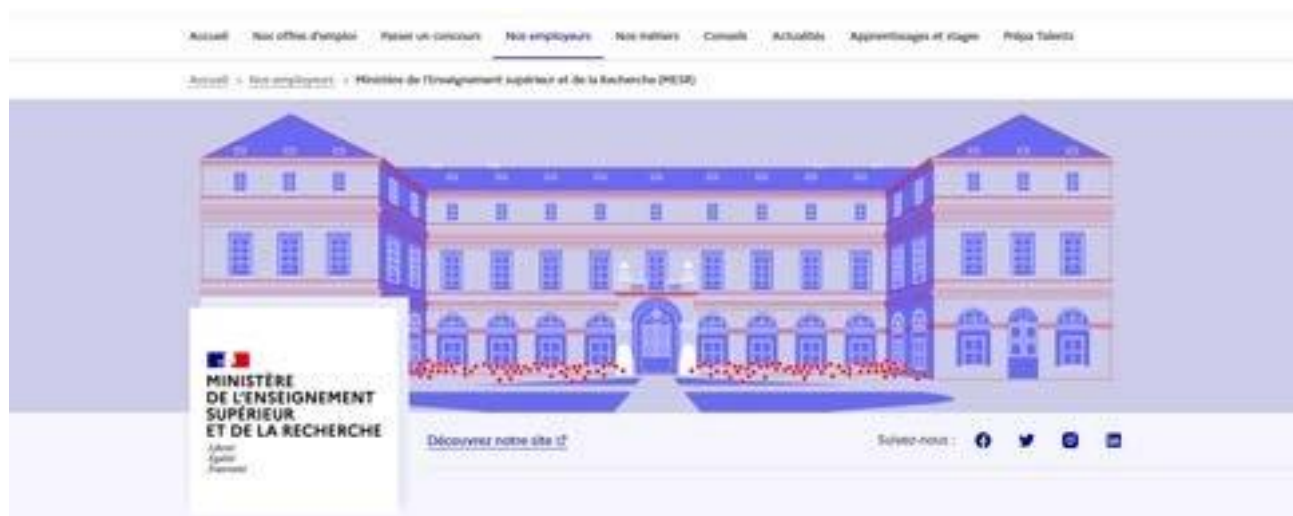 Accueil Nos offres d'emploi Passer un concours Nos employeurs Nos métiers Conseils Actualités Apprentissages et stages Prépa Talents
Accueil > Nos employeurs > Ministère de l'Enseignement supérieur et de la Recherche (MESR)
MINISTÈRE
DE L'ENSEIGNEMENT
SUPÉRIEUR
ET DE LA RECHERCHE
Liberté
Égalité
Fraternité
Découvrez notre site
Suivez-nous :